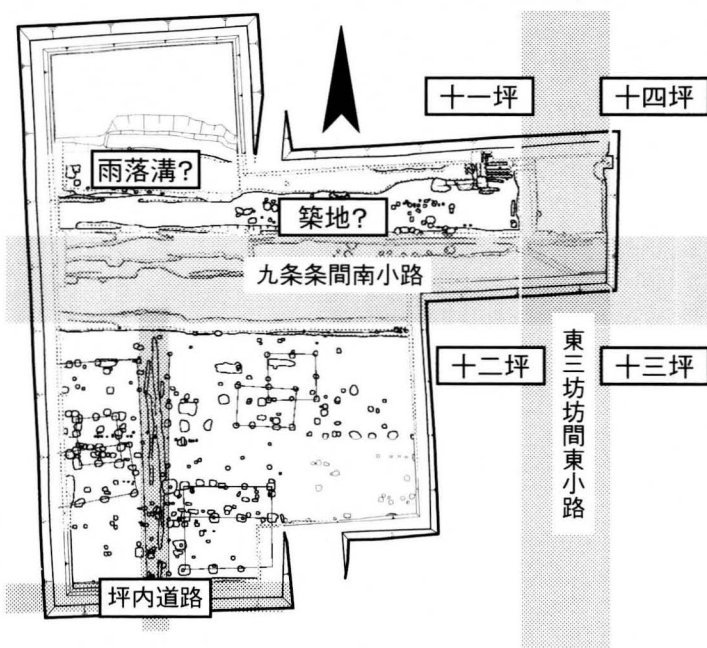 十一坪
十四坪
雨落溝?
築地?
九条条間南小路
十二坪
十三坪
東三坊坊間東小路
坪内道路